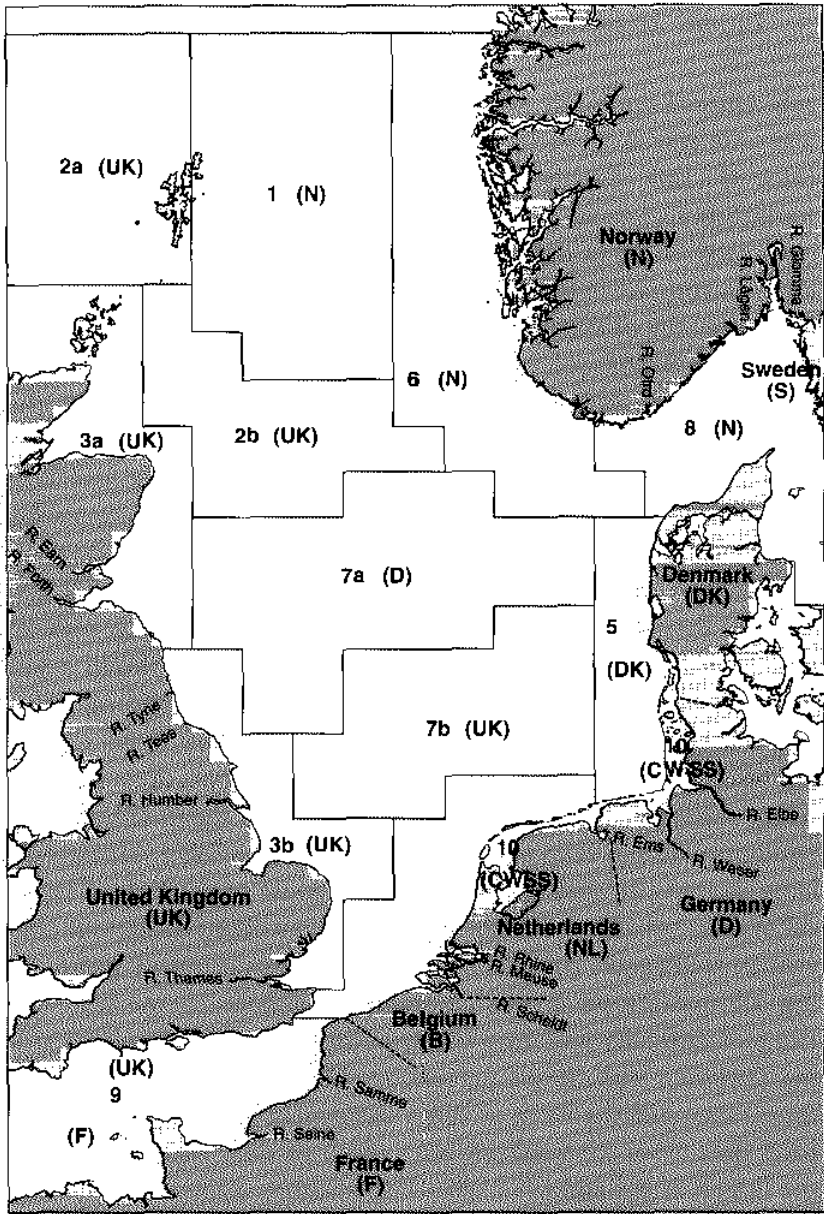 2a (UK)
1 (N)
Norway
(N)
R. Glomma
R. Lågen
R. Otra
6 (N)
Sweden
(S)
8 (N)
3a (UK)
2b (UK)
R. Earn
R. Forth
7a (D)
Denmark
(DK)
5
(DK)
R. Tyne
R. Tees
7b (UK)
10
(CWSS)
R. Humber
R. Elbe
3b (UK)
R. Ems
10
(CWSS)
R. Weser
United Kingdom
(UK)
Germany
(D)
Netherlands
(NL)
R. Thames
R. Rhine
R. Meuse
R. Scheldt
Belgium
(B)
(UK)
9
R. Samme
(F)
R. Seine
France
(F)